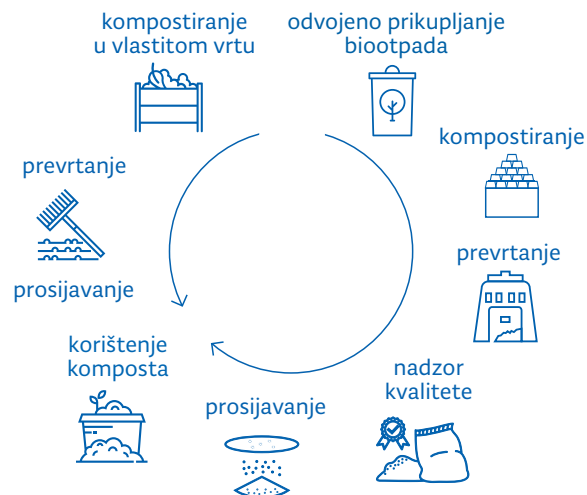 kompostiranje
u vlastitom vrtu
odvojeno prikupljanje
biootpada
kompostiranje
prevrtanje
prevrtanje
prosijavanje
korištenje
komposta
prosijavanje
nadzor
kvalitete